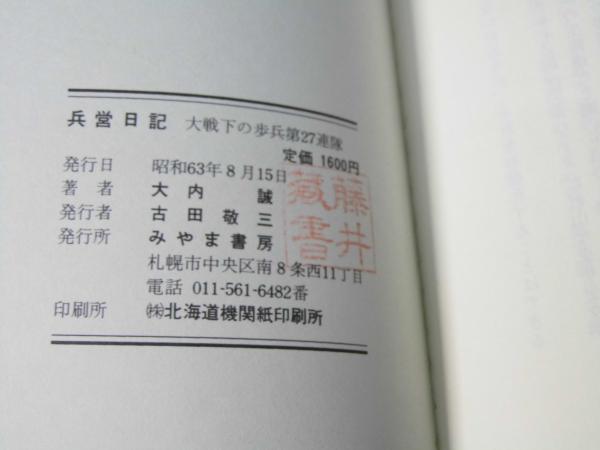 兵営日記 大戦下の歩兵第27連隊
定価 1600円
発行日 昭和63年8月15日
著者 大内誠
発行者 古田敬三
発行所 みやま書房
札幌市中央区南8条西11丁目
電話 011-561-6482番
印刷所 ㈱北海道機関紙印刷所
藤井
蔵書